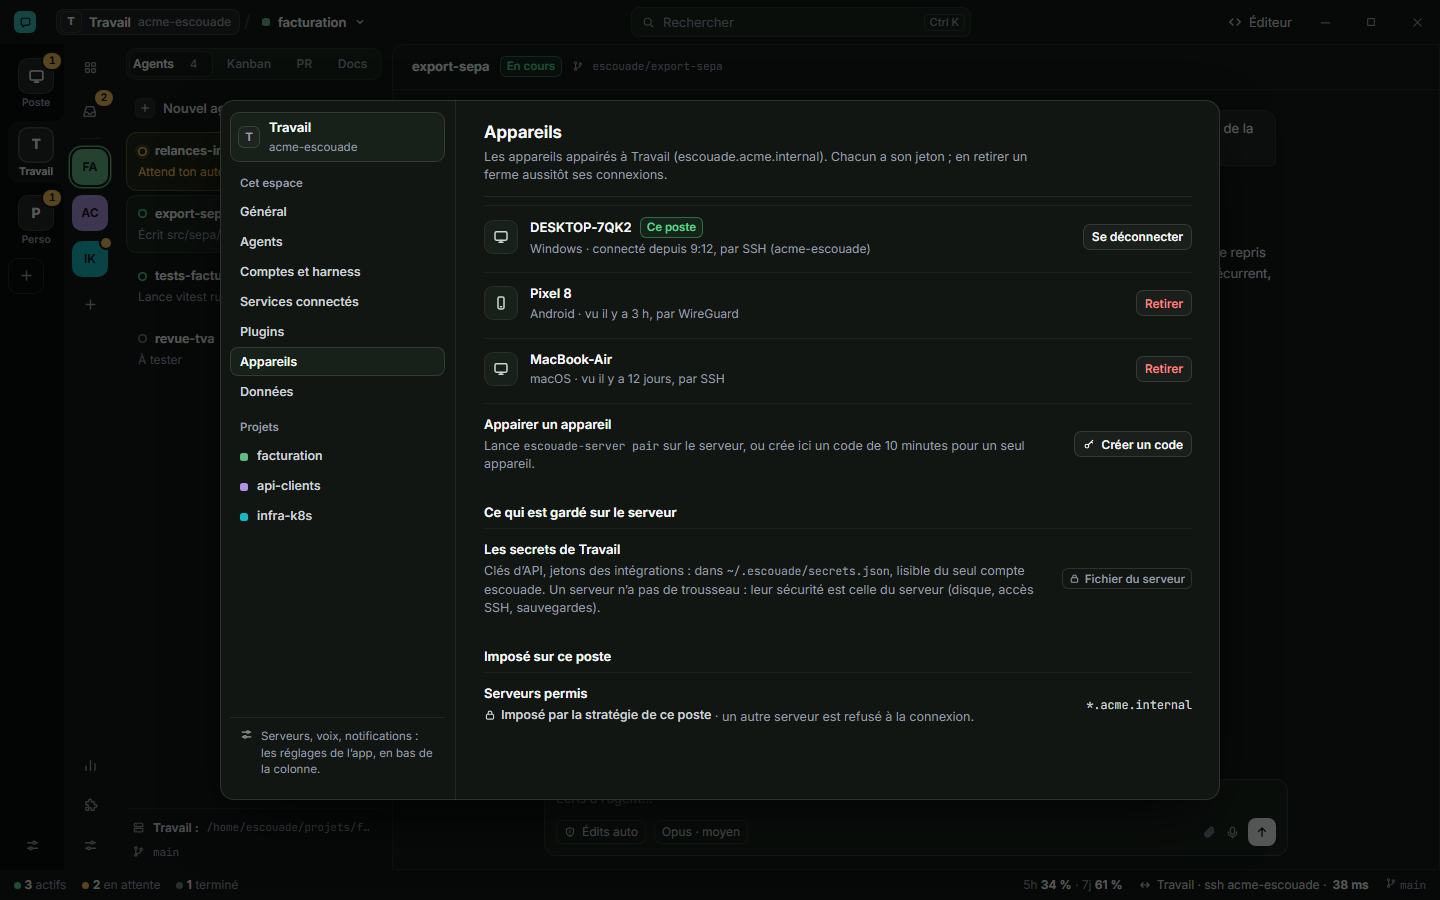 T Travail acme-escouade / facturation
Rechercher
Ctrl K
Éditeur
1
Poste
T
Travail
1
P
Perso
2
FA
AC
IK
Agents 4
Kanban
PR
Docs
Nouvel ag
relances-in
Attend ton auto
export-sep
Écrit src/sepa/
tests-factu
Lance vitest ru
revue-tva
À tester
export-sepa
En cours
escouade/export-sepa
de la
e repris
écurrent,
T
Travail
acme-escouade
Cet espace
Général
Agents
Comptes et harness
Services connectés
Plugins
Appareils
Données
Projets
facturation
api-clients
infra-k8s
Serveurs, voix, notifications :
les réglages de l’app, en bas de
la colonne.
Appareils
Les appareils appairés à Travail (escouade.acme.internal). Chacun a son jeton ; en retirer un
ferme aussitôt ses connexions.
DESKTOP-7QK2 Ce poste
Windows · connecté depuis 9:12, par SSH (acme-escouade)
Se déconnecter
Pixel 8
Android · vu il y a 3 h, par WireGuard
Retirer
MacBook-Air
macOS · vu il y a 12 jours, par SSH
Retirer
Appairer un appareil
Lance escouade-server pair sur le serveur, ou crée ici un code de 10 minutes pour un seul
appareil.
Créer un code
Ce qui est gardé sur le serveur
Les secrets de Travail
Clés d’API, jetons des intégrations : dans ~/.escouade/secrets.json, lisible du seul compte
escouade. Un serveur n’a pas de trousseau : leur sécurité est celle du serveur (disque, accès
SSH, sauvegardes).
Fichier du serveur
Imposé sur ce poste
Serveurs permis
Imposé par la stratégie de ce poste · un autre serveur est refusé à la connexion.
*.acme.internal
Écris à l’agent…
Édits auto
Opus · moyen
Travail : /home/escouade/projets/f…
main
3 actifs
2 en attente
1 terminé
5h 34 % · 7j 61 %
Travail · ssh acme-escouade · 38 ms
main